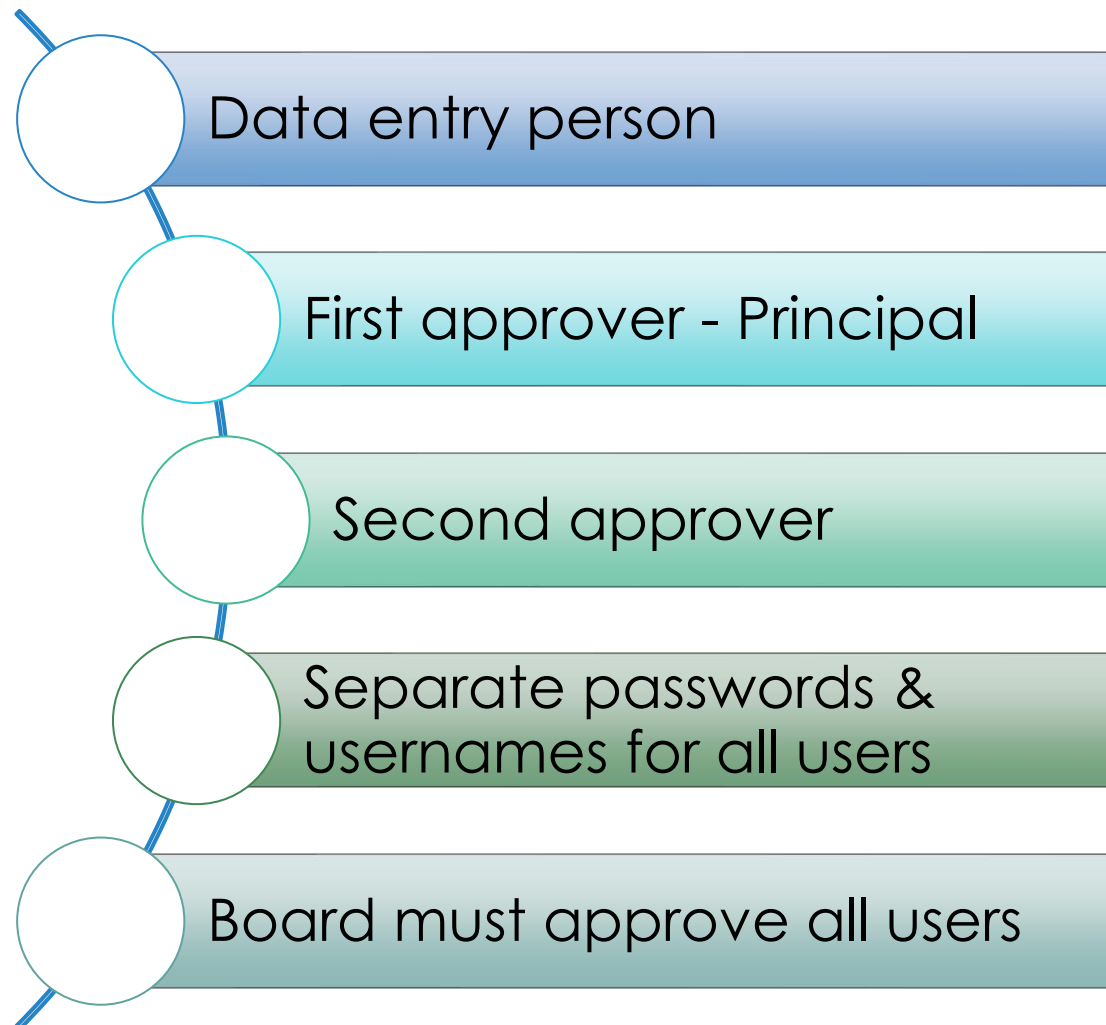 Data entry person
First approver - Principal
Second approver
Separate passwords &
usernames for all users
Board must approve all users